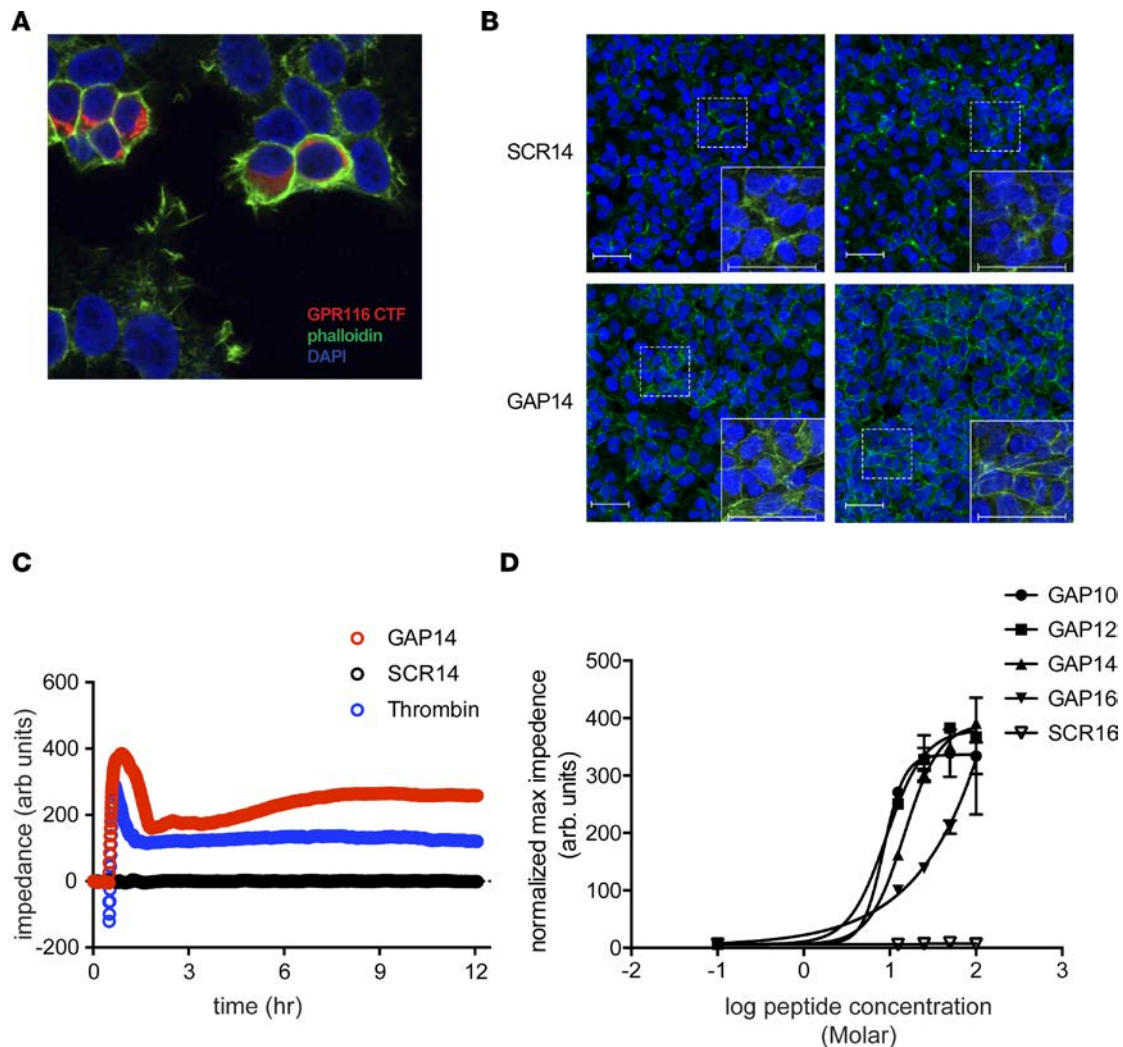 A
GPR116 CTF
phalloidin
DAPI
B
SCR14
GAP14
C
GAP14
SCR14
Thrombin
600
400
200
0
-200
impedance (arb units)
0
3
6
9
12
time (hr)
D
GAP10
GAP12
GAP14
GAP16
SCR16
500
400
300
200
100
0
normalized max impedence
(arb. units)
-2
-1
0
1
2
3
log peptide concentration
(Molar)